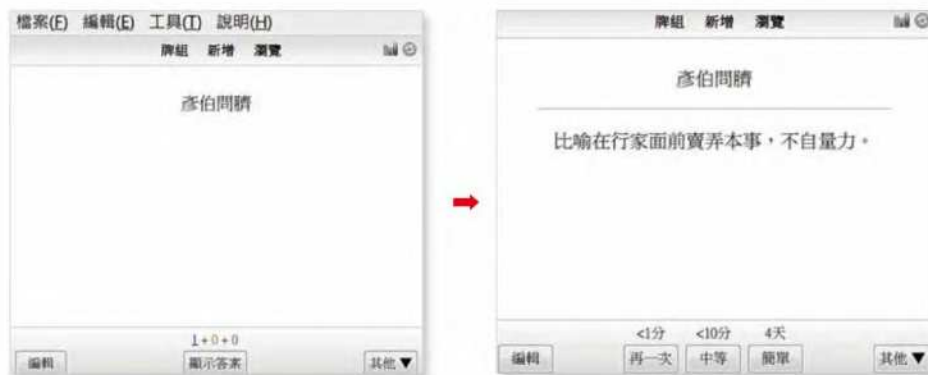 檔案(F) 編輯(E) 工具(T) 說明(H)
牌組 新增 瀏覽
彥伯問臍
1+0+0
編輯 顯示答案 其他▼
牌組 新增 瀏覽
彥伯問臍
比喻在行家面前賣弄本事，不自量力。
<1分 <10分 4天
編輯 再一次 中等 簡單 其他▼